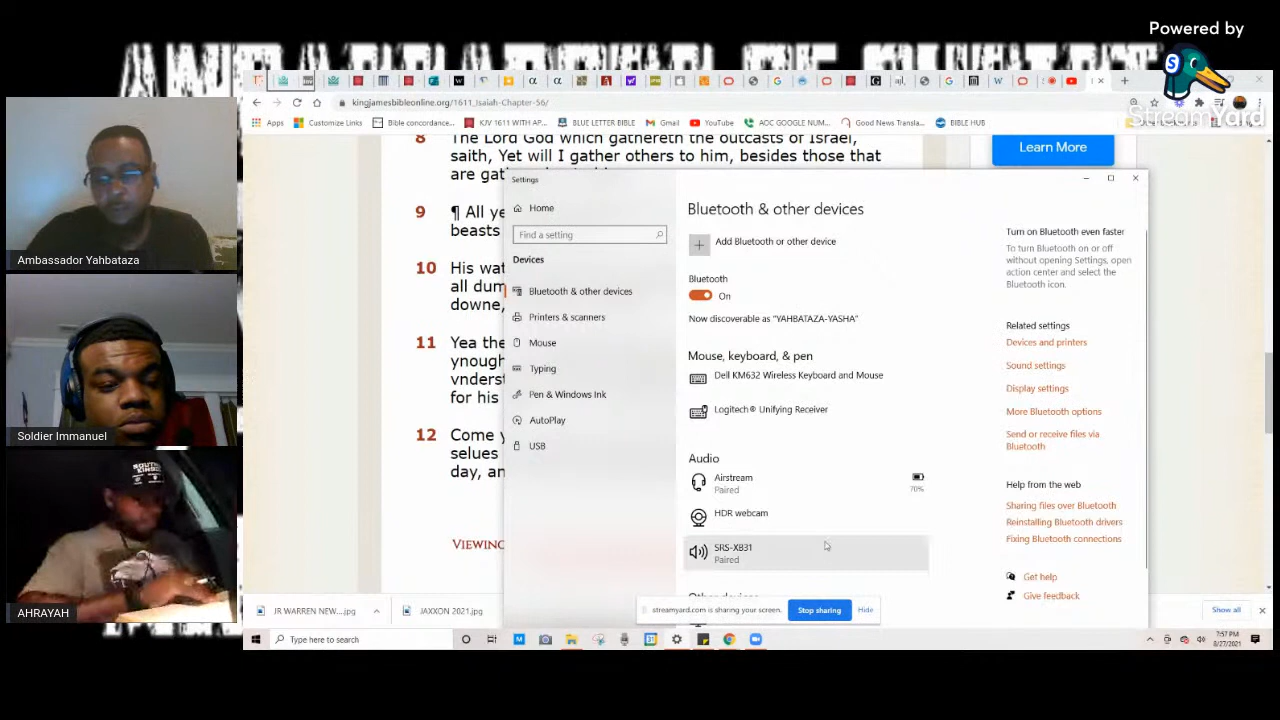 Powered by
StreamYard
kingjamesbibleonline.org/1611_Isaiah-Chapter-56/
Apps
Customize Links
Bible concordance...
KJV 1611 WITH AP...
BLUE LETTER BIBLE
Gmail
YouTube
AOC GOOGLE NUM...
Good News Transla...
BIBLE HUB
8 The Lord God which gathereth the outcasts of Israel,
saith, Yet will I gather others to him, besides those that
are
Learn More
9 ¶ All ye
beasts
10 His wat
all dum
downe,
11 Yea the
ynough
vnders
for his
12 Come y
selues
day, an
VIEWING
Settings
Home
Find a setting
Devices
Bluetooth & other devices
Printers & scanners
Mouse
Typing
Pen & Windows Ink
AutoPlay
USB
Bluetooth & other devices
Add Bluetooth or other device
Bluetooth
On
Now discoverable as "YAHBATAZA-YASHA"
Mouse, keyboard, & pen
Dell KM632 Wireless Keyboard and Mouse
Logitech® Unifying Receiver
Audio
Airstream
Paired
70%
HDR webcam
SRS-XB31
Paired
Turn on Bluetooth even faster
To turn Bluetooth on or off
without opening Settings, open
action center and select the
Bluetooth icon.
Related settings
Devices and printers
Sound settings
Display settings
More Bluetooth options
Send or receive files via
Bluetooth
Help from the web
Sharing files over Bluetooth
Reinstalling Bluetooth drivers
Fixing Bluetooth connections
Get help
Give feedback
streamyard.com is sharing your screen.
Stop sharing
Hide
JR WARREN NEW....jpg
JAXXON 2021.jpg
Show all
Type here to search
7:57 PM
8/27/2021
Ambassador Yahbataza
Soldier Immanuel
AHRAYAH